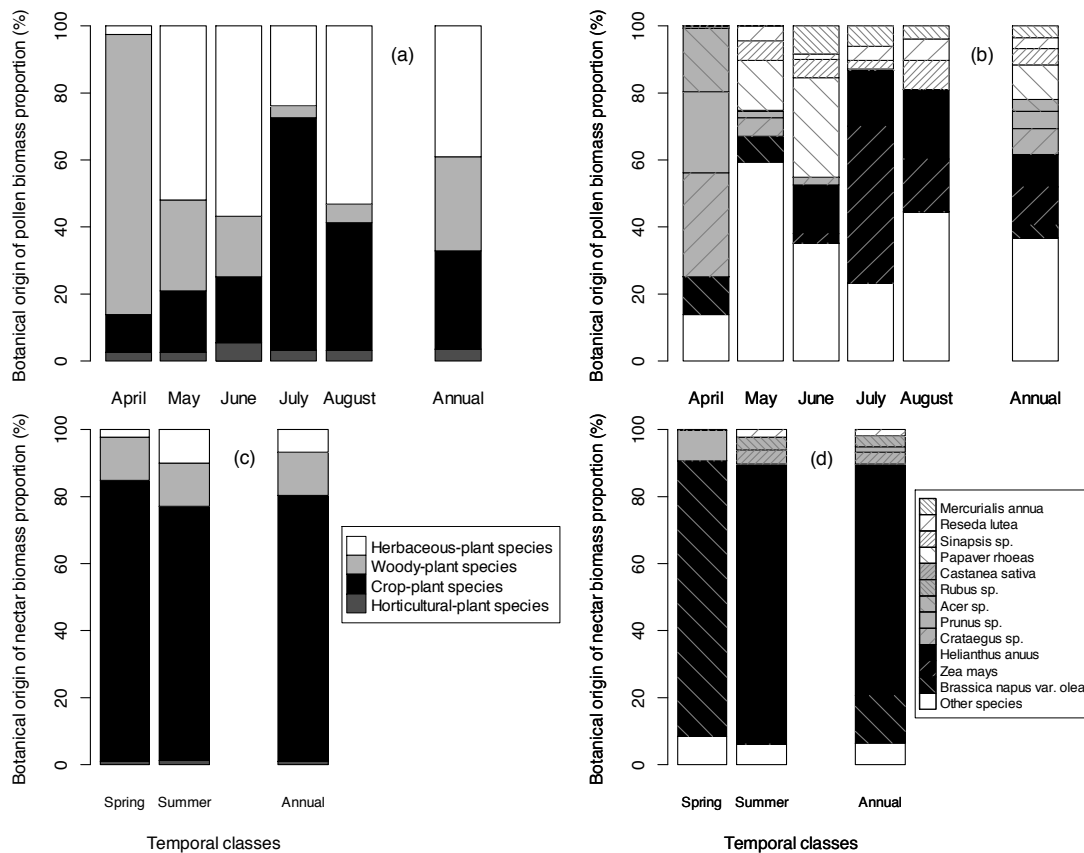 Botanical origin of pollen biomass proportion (%)
100
80
60
40
20
0
(a)
April May June July August Annual
Botanical origin of pollen biomass proportion (%)
100
80
60
40
20
0
(b)
April May June July August Annual
Botanical origin of nectar biomass proportion (%)
100
80
60
40
20
0
(c)
Herbaceous-plant species
Woody-plant species
Crop-plant species
Horticultural-plant species
Spring Summer Annual
Temporal classes
Botanical origin of nectar biomass proportion (%)
100
80
60
40
20
0
(d)
Mercurialis annua
Reseda lutea
Sinapsis sp.
Papaver rhoeas
Castanea sativa
Rubus sp.
Acer sp.
Prunus sp.
Crataegus sp.
Helianthus anuus
Zea mays
Brassica napus var. olea
Other species
Spring Summer Annual
Temporal classes